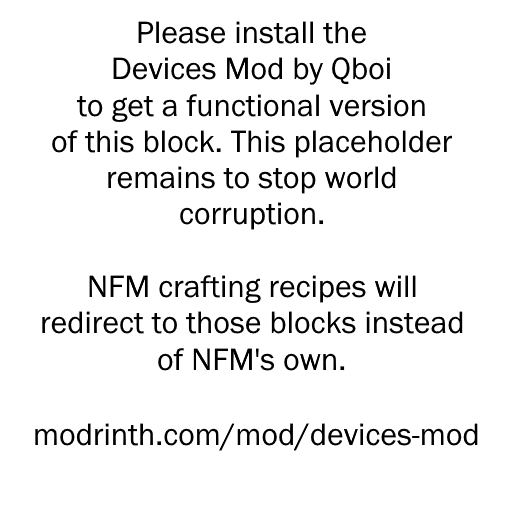 Please install the
Devices Mod by Qboi
to get a functional version
of this block. This placeholder
remains to stop world
corruption.
NFM crafting recipes will
redirect to those blocks instead
of NFM's own.
modrinth.com/mod/devices-mod